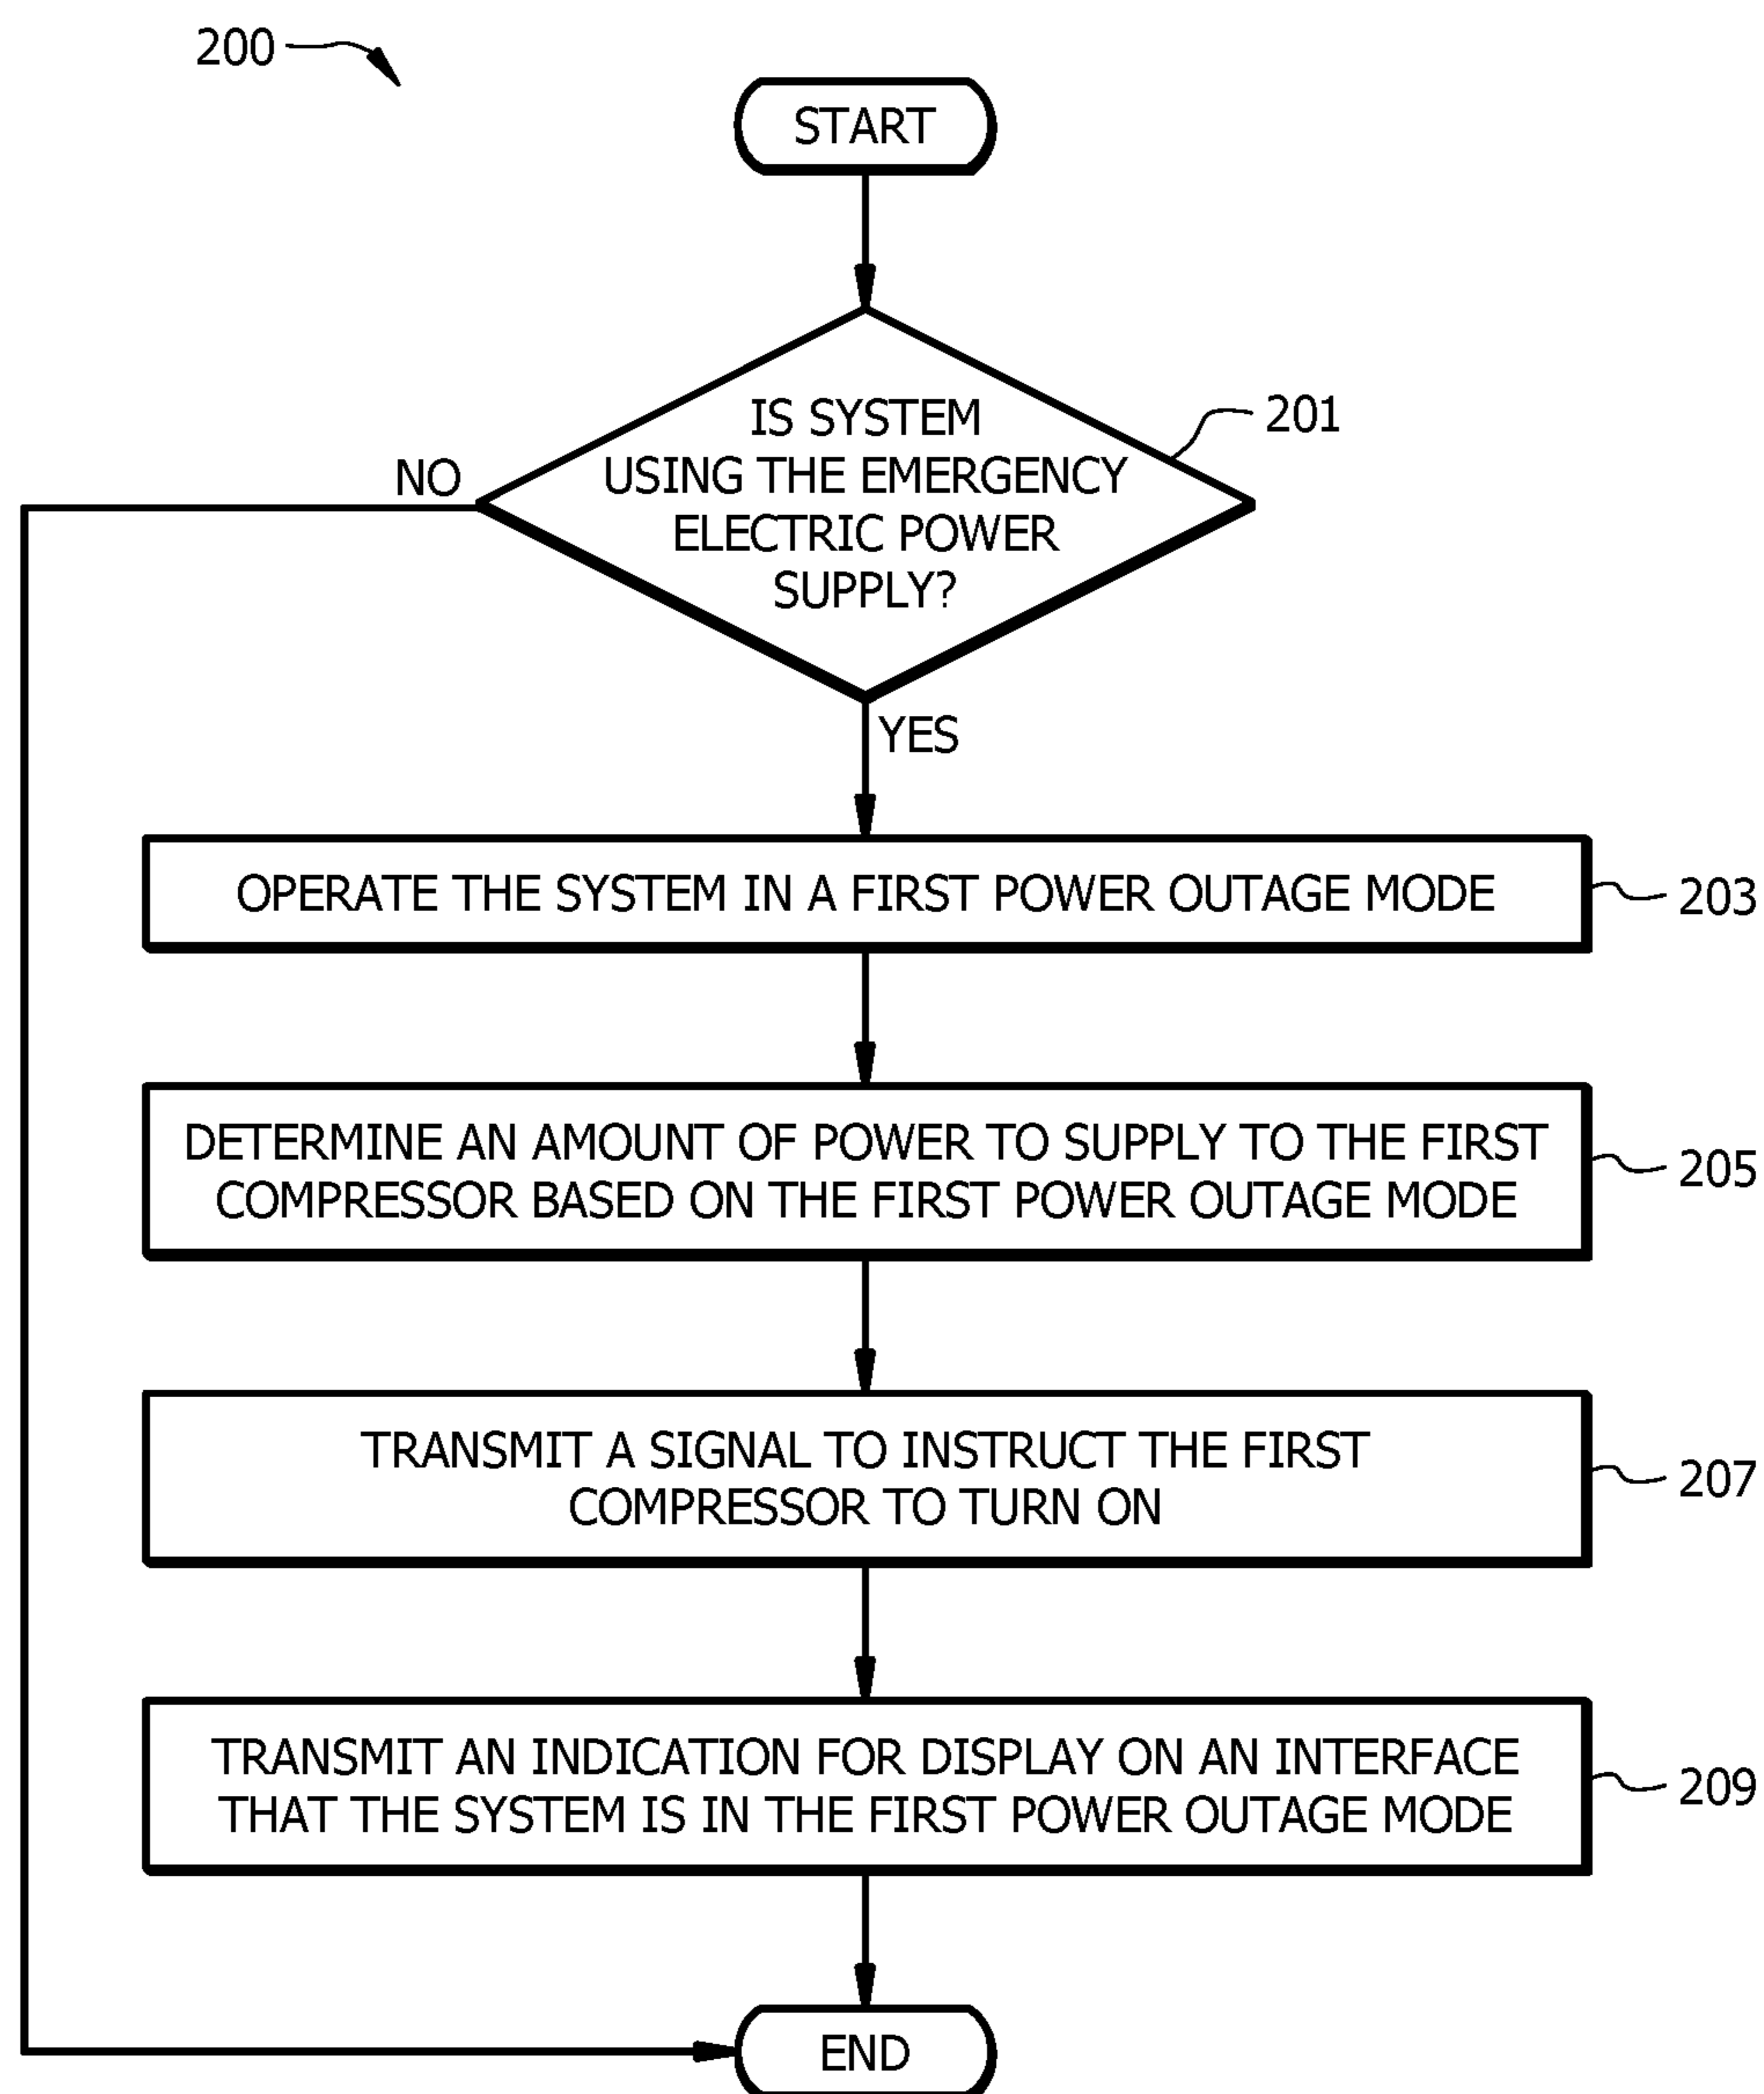 200
START
IS SYSTEM
USING THE EMERGENCY
ELECTRIC POWER
SUPPLY?
201
NO
YES
OPERATE THE SYSTEM IN A FIRST POWER OUTAGE MODE
203
DETERMINE AN AMOUNT OF POWER TO SUPPLY TO THE FIRST
COMPRESSOR BASED ON THE FIRST POWER OUTAGE MODE
205
TRANSMIT A SIGNAL TO INSTRUCT THE FIRST
COMPRESSOR TO TURN ON
207
TRANSMIT AN INDICATION FOR DISPLAY ON AN INTERFACE
THAT THE SYSTEM IS IN THE FIRST POWER OUTAGE MODE
209
END